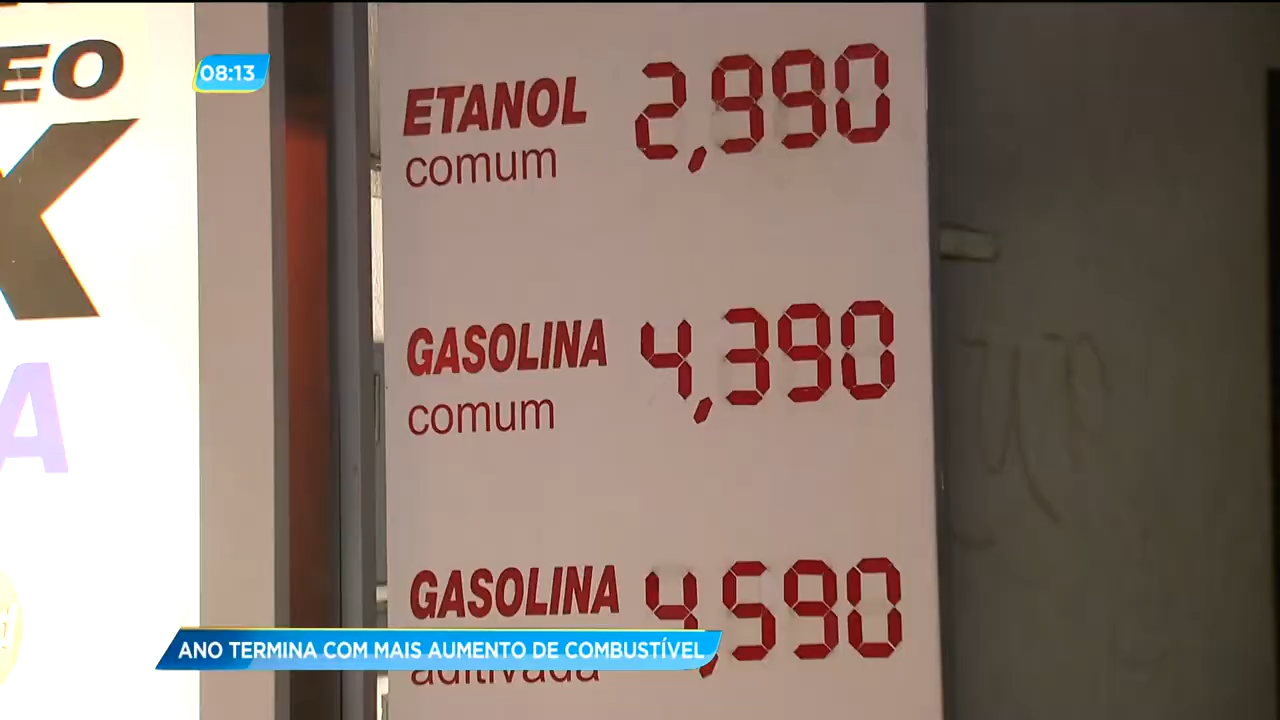 EO
08:13
X
A
ETANOL 2,990
comum
GASOLINA 4,390
comum
GASOLINA 4,590
aditivada
ANO TERMINA COM MAIS AUMENTO DE COMBUSTÍVEL